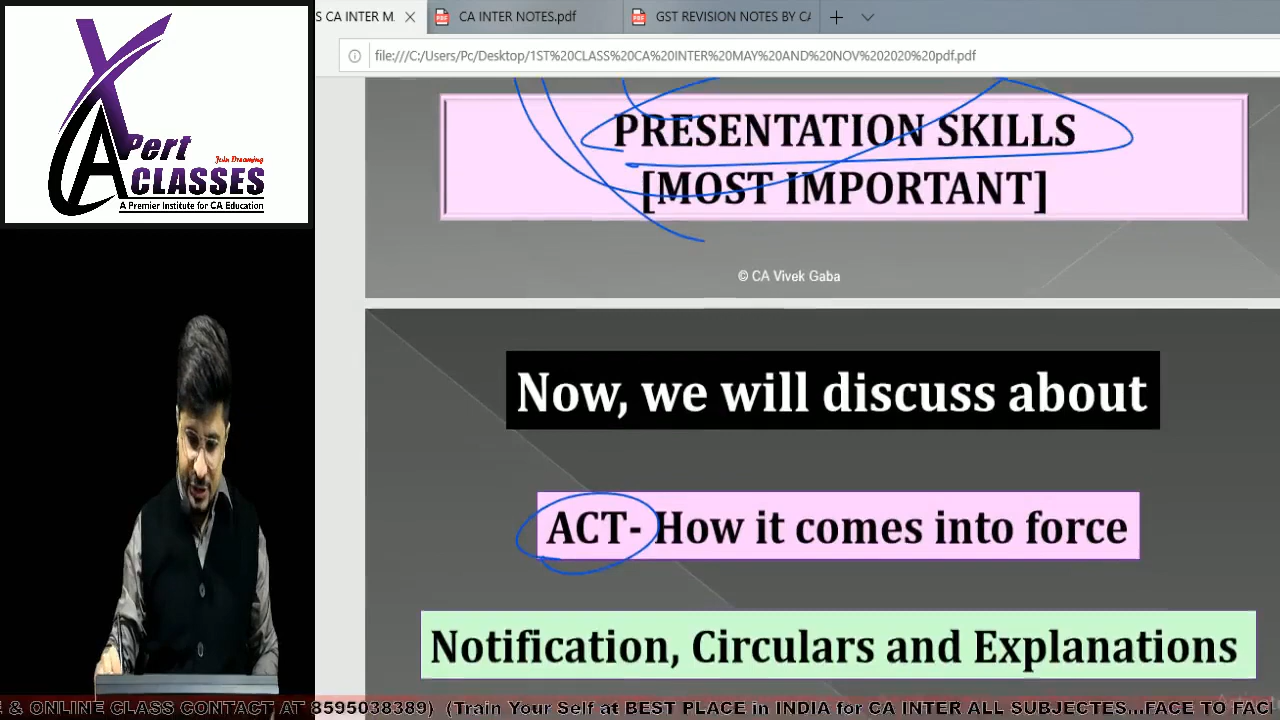 S CA INTER M
CA INTER NOTES.pdf
GST REVISION NOTES BY CA
file:///C:/Users/Pc/Desktop/1ST%20CLASS%20CA%20INTER%20MAY%20AND%20NOV%202020%20pdf.pdf
XPert
Join Dreaming
CA CLASSES
A Premier Institute for CA Education
PRESENTATION SKILLS
[MOST IMPORTANT]
© CA Vivek Gaba
Now, we will discuss about
ACT- How it comes into force
Notification, Circulars and Explanations
E & ONLINE CLASS CONTACT AT 8595038389) (Train Your Self at BEST PLACE in INDIA for CA INTER ALL SUBJECTES...FACE TO FAC